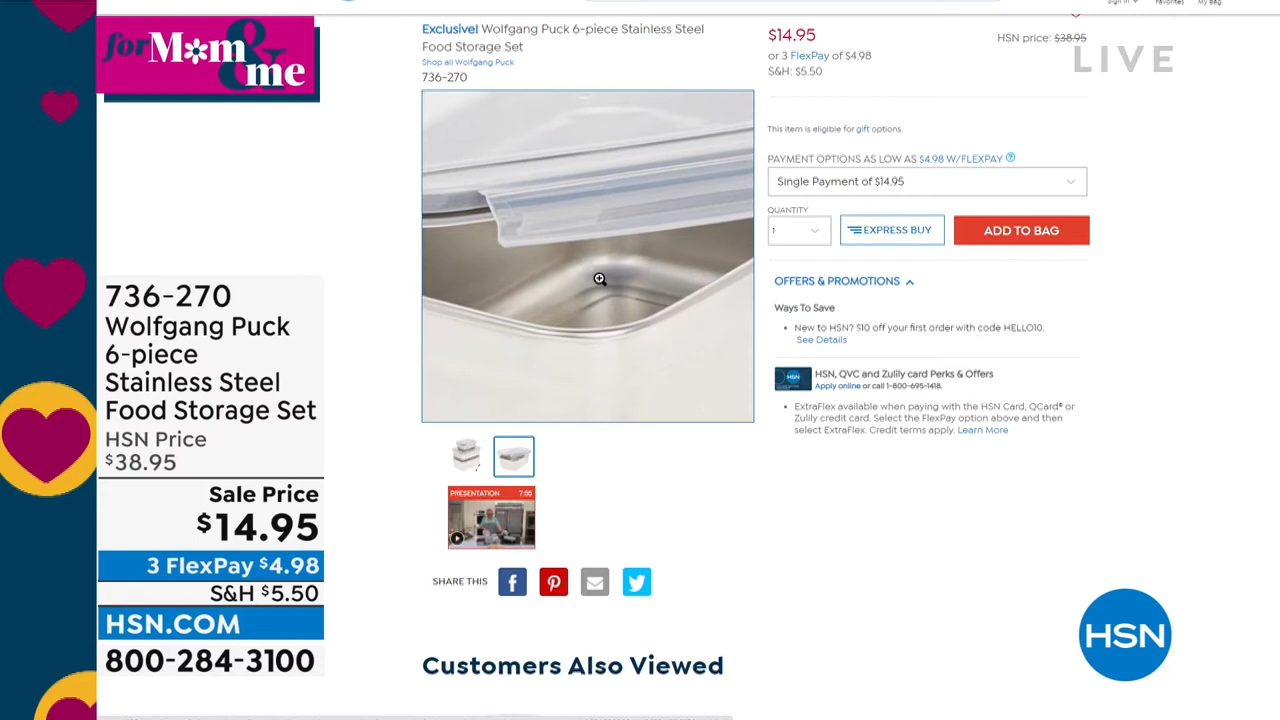 for Mom
&
me
736-270
Wolfgang Puck
6-piece
Stainless Steel
Food Storage Set
HSN Price
$38.95
Sale Price
$14.95
3 FlexPay $4.98
S&H $5.50
HSN.COM
800-284-3100
Exclusive! Wolfgang Puck 6-piece Stainless Steel
Food Storage Set
Shop all Wolfgang Puck
736-270
PRESENTATION 7:55
SHARE THIS
Customers Also Viewed
Sign in
Favorites
My Bag
$14.95
HSN price: $38.95
or 3 FlexPay of $4.98
S&H: $5.50
LIVE
This item is eligible for gift options.
PAYMENT OPTIONS AS LOW AS $4.98 W/FLEXPAY ?
Single Payment of $14.95
QUANTITY
1
EXPRESS BUY
ADD TO BAG
OFFERS & PROMOTIONS
Ways To Save
• New to HSN? $10 off your first order with code HELLO10.
See Details
HSN
HSN, QVC and Zulily card Perks & Offers
Apply online or call 1-800-695-1418.
• ExtraFlex available when paying with the HSN Card, QCard® or
Zulily credit card. Select the FlexPay option above and then
select ExtraFlex. Credit terms apply. Learn More
HSN